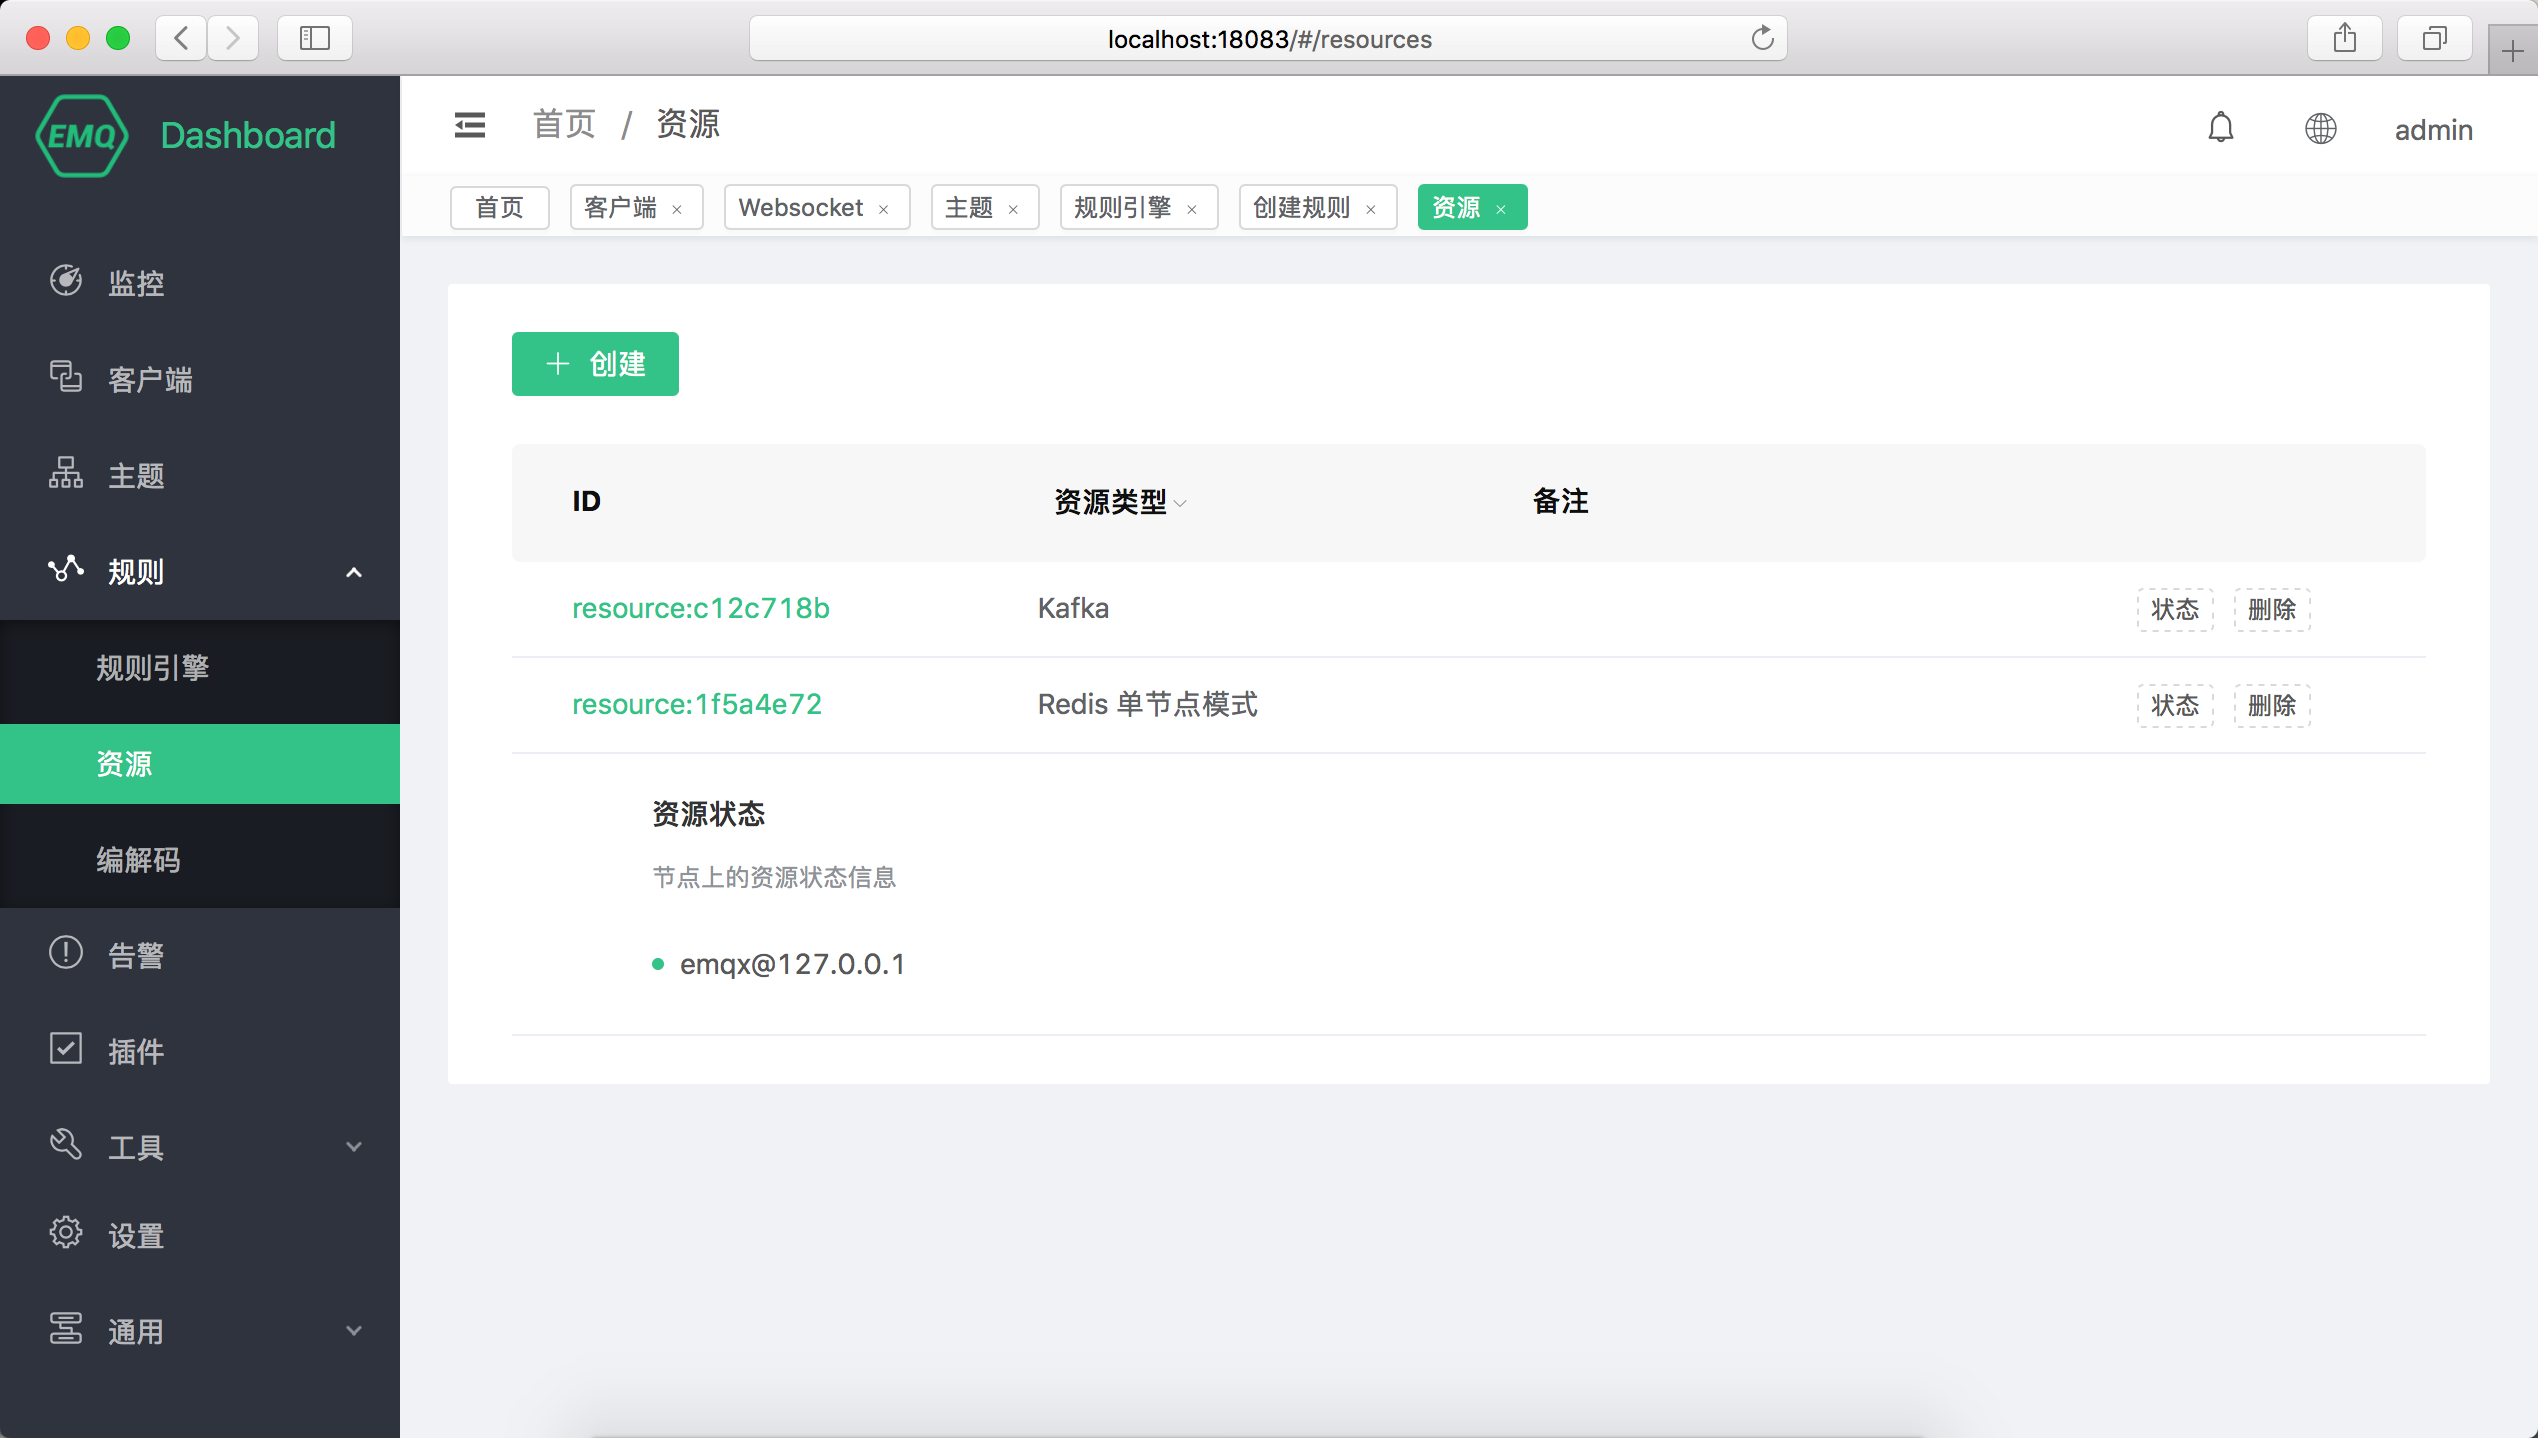 localhost:18083/#/resources
EMQ Dashboard
首页 / 资源
admin
首页 客户端 × Websocket × 主题 × 规则引擎 × 创建规则 × 资源 ×
监控
客户端
主题
规则
规则引擎
资源
编解码
告警
插件
工具
设置
通用
+ 创建
ID 资源类型 备注
resource:c12c718b Kafka 状态 删除
resource:1f5a4e72 Redis 单节点模式 状态 删除
资源状态
节点上的资源状态信息
emqx@127.0.0.1